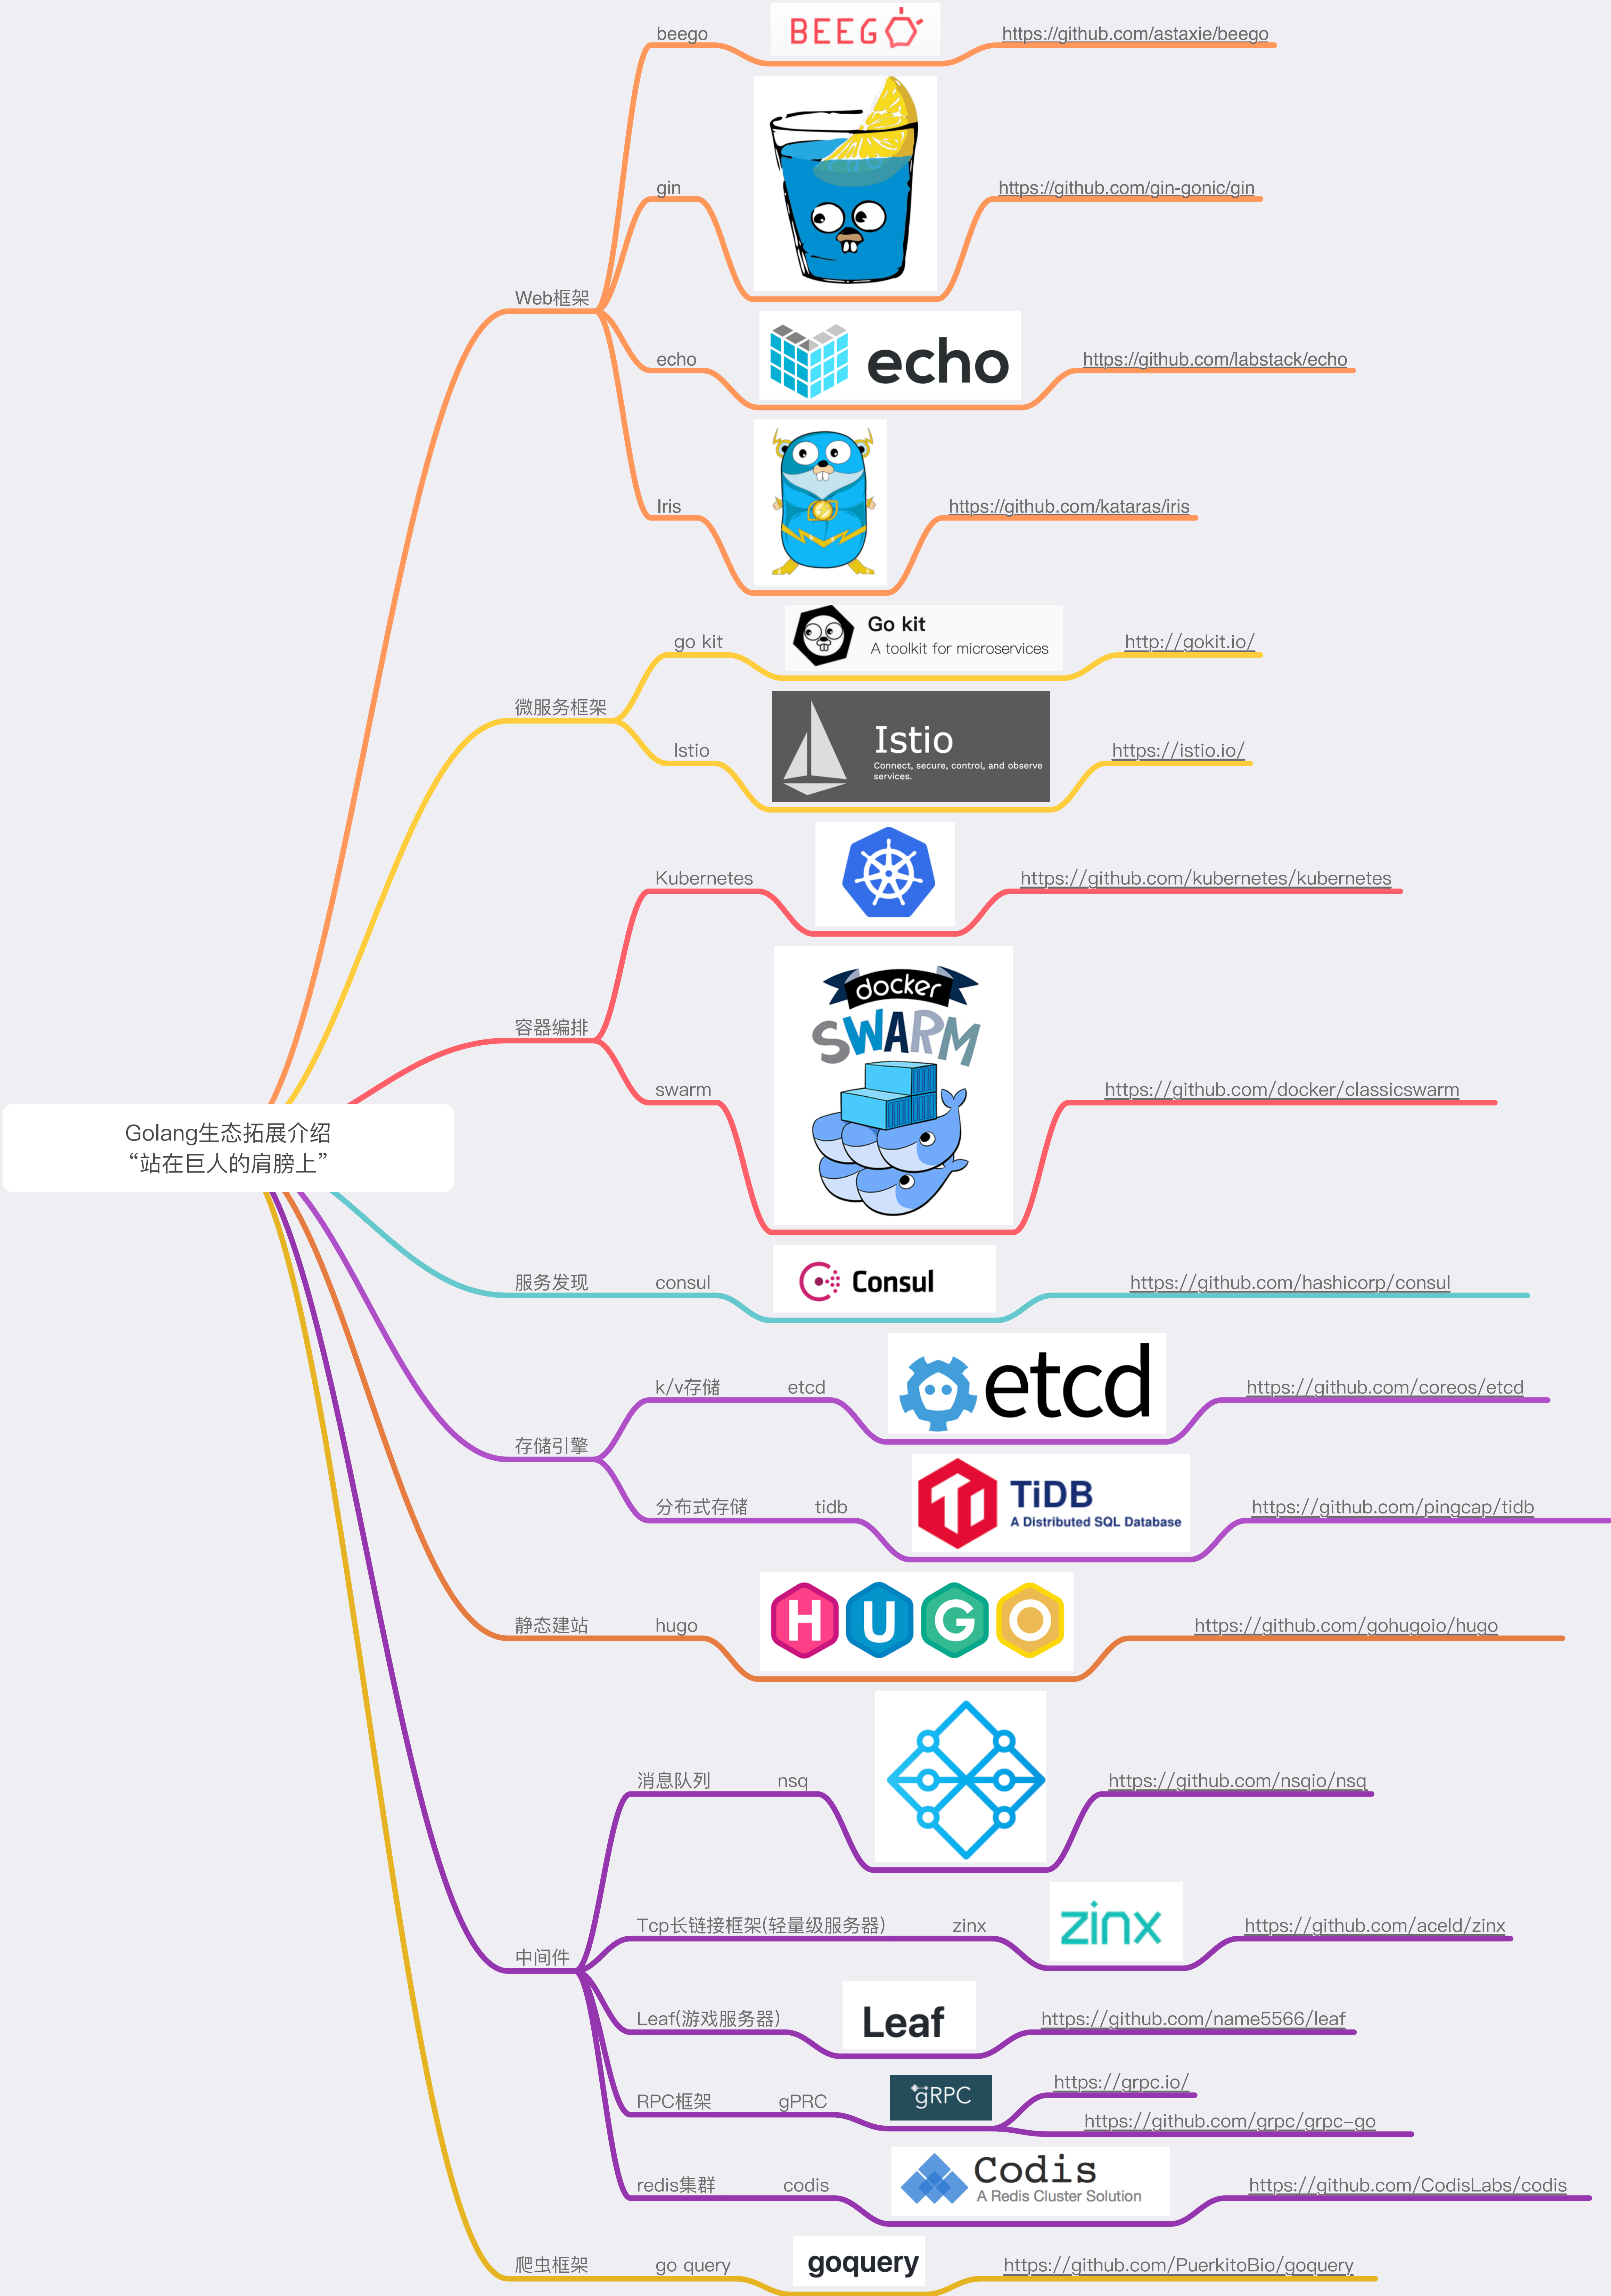 Golang生态拓展介绍
“站在巨人的肩膀上”
Web框架
beego
BEEGO
https://github.com/astaxie/beego
gin
https://github.com/gin-gonic/gin
echo
echo
https://github.com/labstack/echo
Iris
https://github.com/kataras/iris
微服务框架
go kit
Go kit
A toolkit for microservices
http://gokit.io/
Istio
Istio
Connect, secure, control, and observe
services.
https://istio.io/
容器编排
Kubernetes
https://github.com/kubernetes/kubernetes
swarm
docker
SWARM
https://github.com/docker/classicswarm
服务发现
consul
Consul
https://github.com/hashicorp/consul
存储引擎
k/v存储
etcd
etcd
https://github.com/coreos/etcd
分布式存储
tidb
TiDB
A Distributed SQL Database
https://github.com/pingcap/tidb
静态建站
hugo
HUGO
https://github.com/gohugoio/hugo
中间件
消息队列
nsq
https://github.com/nsqio/nsq
Tcp长链接框架(轻量级服务器)
zinx
zinx
https://github.com/aceld/zinx
Leaf(游戏服务器)
Leaf
https://github.com/name5566/leaf
RPC框架
gPRC
gRPC
https://grpc.io/
https://github.com/grpc/grpc-go
redis集群
codis
Codis
A Redis Cluster Solution
https://github.com/CodisLabs/codis
爬虫框架
go query
goquery
https://github.com/PuerkitoBio/goquery